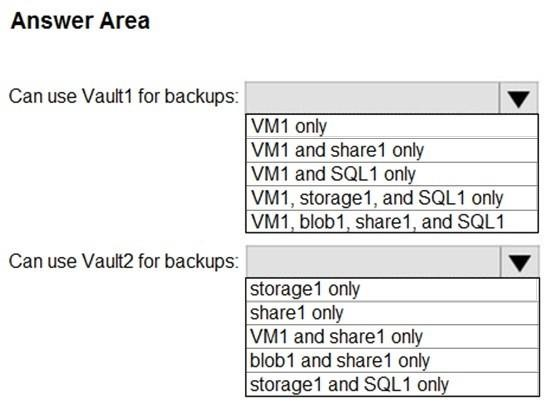 Answer Area
Can use Vault1 for backups:
VM1 only
VM1 and share1 only
VM1 and SQL1 only
VM1, storage1, and SQL1 only
VM1, blob1, share1, and SQL1
Can use Vault2 for backups:
storage1 only
share1 only
VM1 and share1 only
blob1 and share1 only
storage1 and SQL1 only